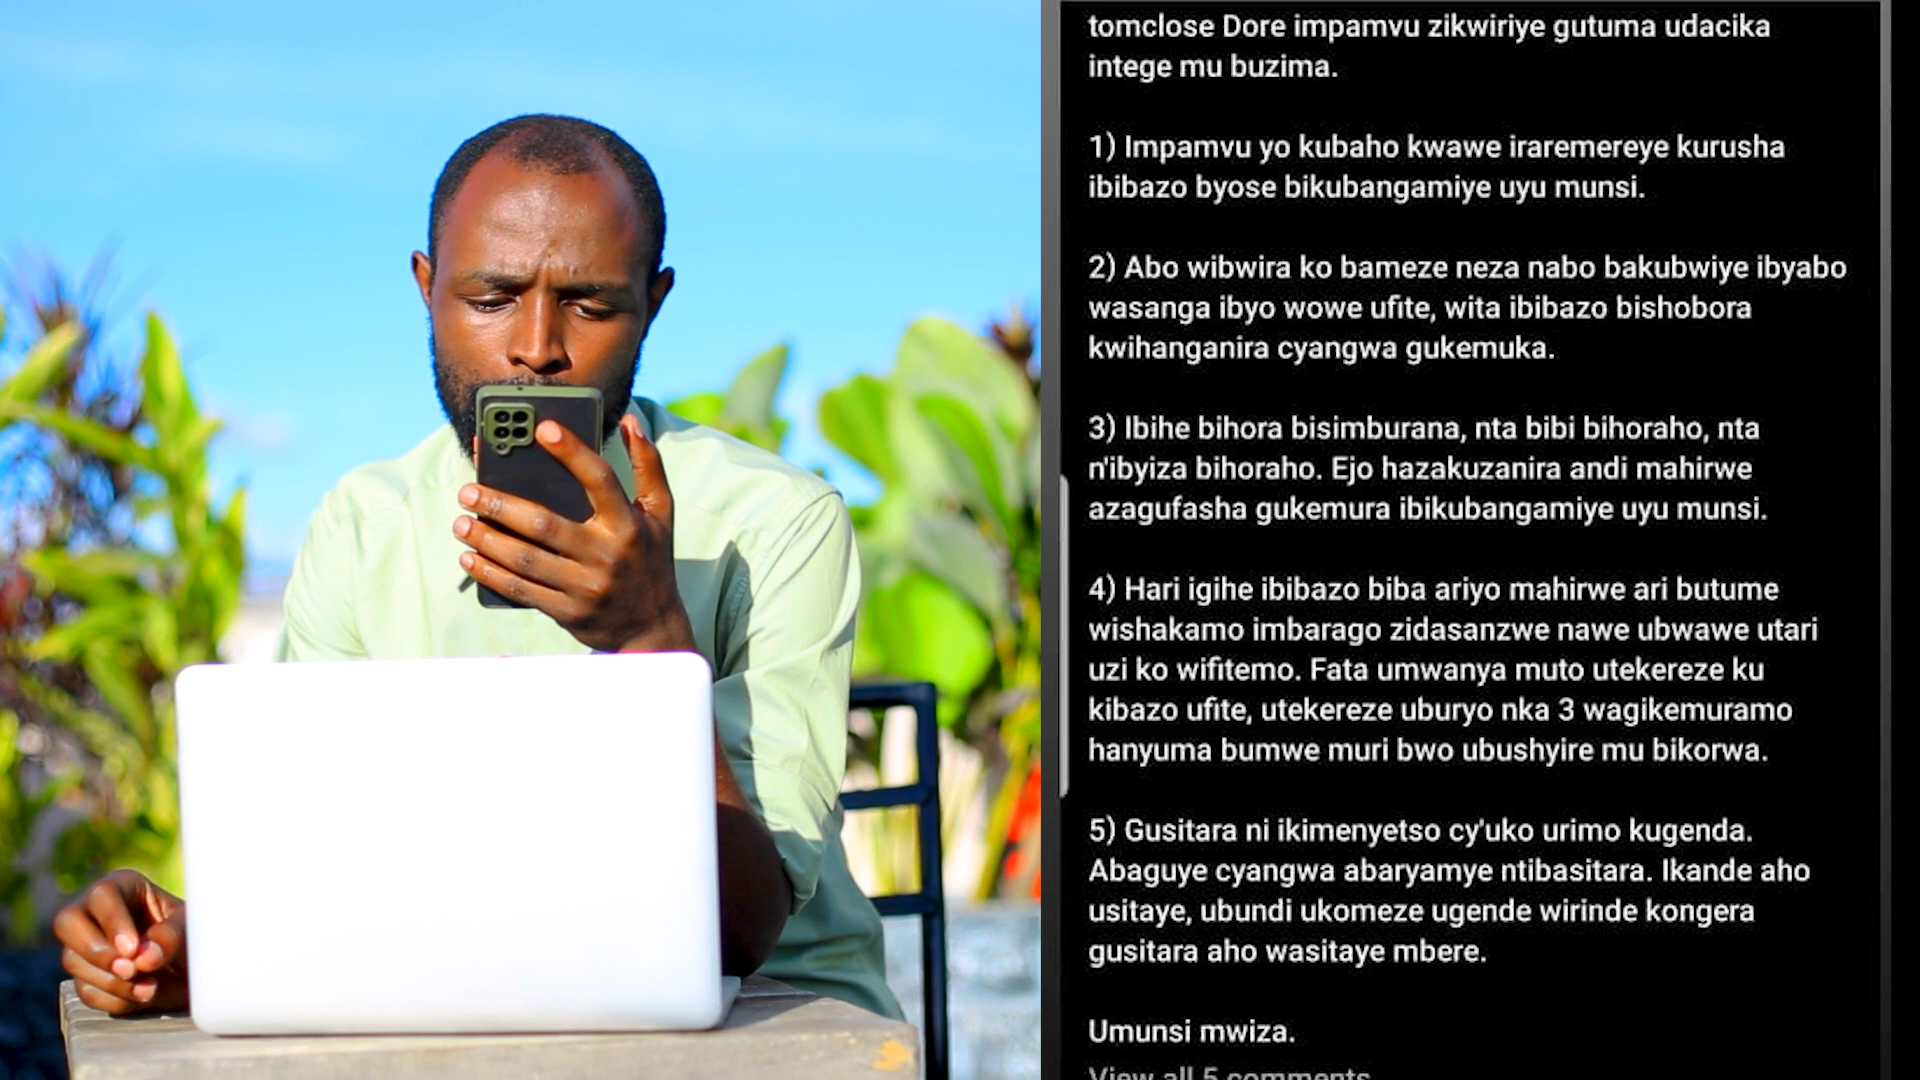 tomclose Dore impamvu zikwiriye gutuma udacika
intege mu buzima.
1) Impamvu yo kubaho kwawe iraremereye kurusha
ibibazo byose bikubangamiye uyu munsi.
2) Abo wibwira ko bameze neza nabo bakubwiye ibyabo
wasanga ibyo wowe ufite, wita ibibazo bishobora
kwihanganira cyangwa gukemuka.
3) Ibihe bihora bisimburana, nta bibi bihoraho, nta
n'ibyiza bihoraho. Ejo hazakuzanira andi mahirwe
azagufasha gukemura ibikubangamiye uyu munsi.
4) Hari igihe ibibazo biba ariyo mahirwe ari butume
wishakamo imbarago zidasanzwe nawe ubwawe utari
uzi ko wifitemo. Fata umwanya muto utekereze ku
kibazo ufite, utekereze uburyo nka 3 wagikemuramo
hanyuma bumwe muri bwo ubushyire mu bikorwa.
5) Gusitara ni ikimenyetso cy'uko urimo kugenda.
Abaguye cyangwa abaryamye ntibasitara. Ikande aho
usitaye, ubundi ukomeze ugende wirinde kongera
gusitara aho wasitaye mbere.
Umunsi mwiza.
View all 5 comments